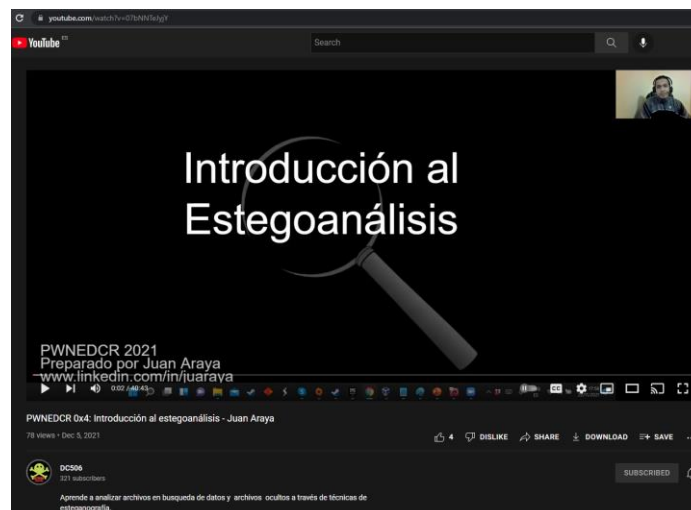 youtube.com/watch?v=07bNNTeIyjY
YouTube ES
Search
Introducción al
Estegoanálisis
PWNEDCR 2021
Preparado por Juan Araya
www.linkedin.com/in/juaraya
0:02 / 40:43
CC
PWNEDCR 0x4: Introducción al estegoanálisis - Juan Araya
78 views • Dec 5, 2021
4 DISLIKE SHARE DOWNLOAD SAVE
DC506
321 subscribers
SUBSCRIBED
Aprende a analizar archivos en busqueda de datos y archivos ocultos a través de técnicas de
esteganografía.